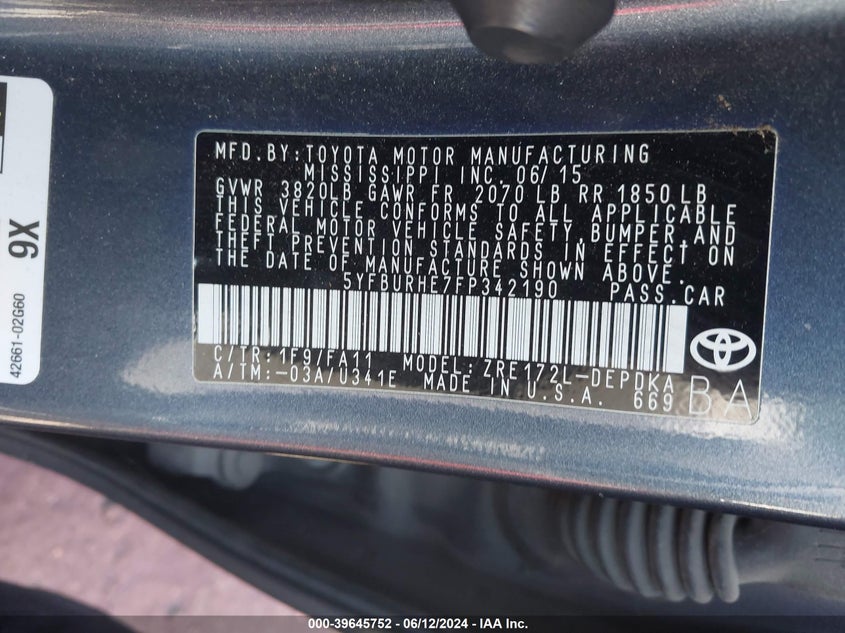 MFD.BY:TOYOTA MOTOR MANUFACTURING
MISSISSIPPI INC. 06/15
GVWR 3820LB GAWR FR 2070 LB RR 1850 LB
THIS VEHICLE CONFORMS TO ALL APPLICABLE
FEDERAL MOTOR VEHICLE SAFETY,BUMPER,AND
THEFT PREVENTION STANDARDS IN EFFECT ON
THE DATE OF MANUFACTURE SHOWN ABOVE.
5YFBURHE7FP342190 PASS.CAR
C/TR:1F9/FA11 MODEL:ZRE172L-DEPDKA
A/TM:-03A/U341E MADE IN U.S.A. 669
BA
9X
42661-02G60
000-39645752 - 06/12/2024 - IAA Inc.